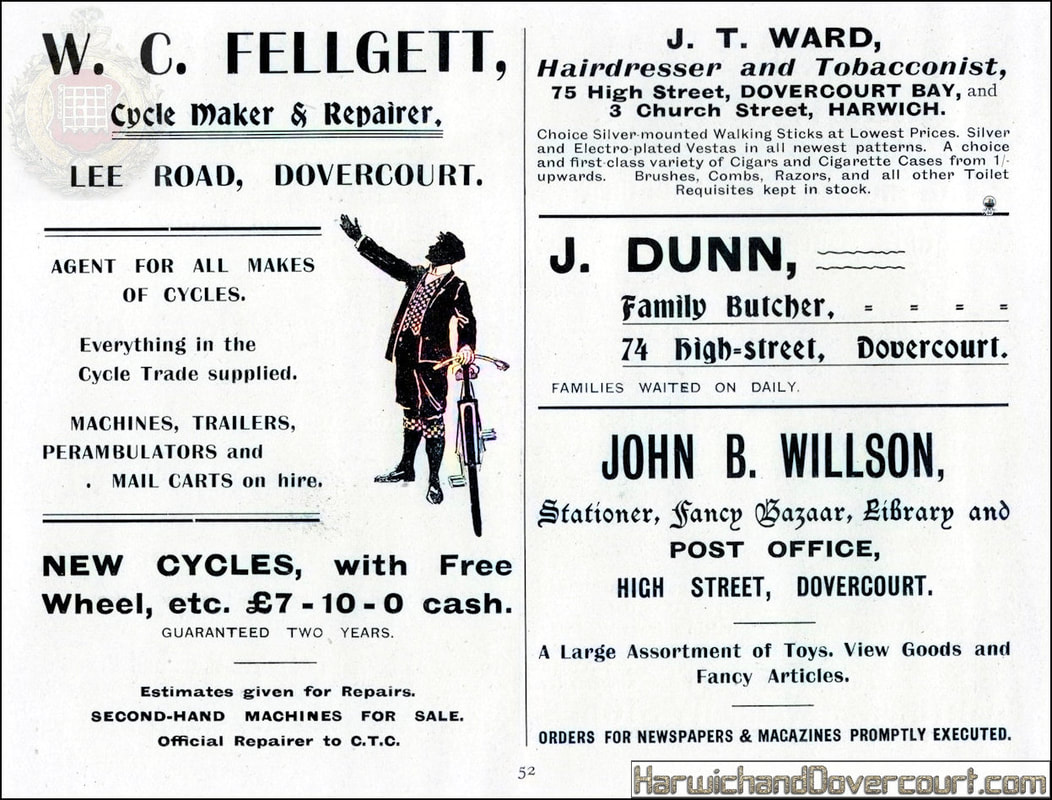 W. C. FELLGETT,
Cycle Maker & Repairer,
LEE ROAD, DOVERCOURT.
AGENT FOR ALL MAKES
OF CYCLES.
Everything in the
Cycle Trade supplied.
MACHINES, TRAILERS,
PERAMBULATORS and
. MAIL CARTS on hire.
NEW CYCLES, with Free
Wheel, etc. £7-10-0 cash.
GUARANTEED TWO YEARS.
Estimates given for Repairs.
SECOND-HAND MACHINES FOR SALE.
Official Repairer to C.T.C.
J. T. WARD,
Hairdresser and Tobacconist,
75 High Street, DOVERCOURT BAY, and
3 Church Street, HARWICH.
Choice Silver-mounted Walking Sticks at Lowest Prices. Silver
and Electro-plated Vestas in all newest patterns. A choice
and first-class variety of Cigars and Cigarette Cases from 1/-
upwards. Brushes, Combs, Razors, and all other Toilet
Requisites kept in stock.
J. DUNN,
Family Butcher, = = = =
74 High=street, Dovercourt.
FAMILIES WAITED ON DAILY.
JOHN B. WILLSON,
Stationer, Fancy Bazaar, Library and
POST OFFICE,
HIGH STREET, DOVERCOURT.
A Large Assortment of Toys. View Goods and
Fancy Articles.
ORDERS FOR NEWSPAPERS & MAGAZINES PROMPTLY EXECUTED.
52
HarwichandDovercourt.com